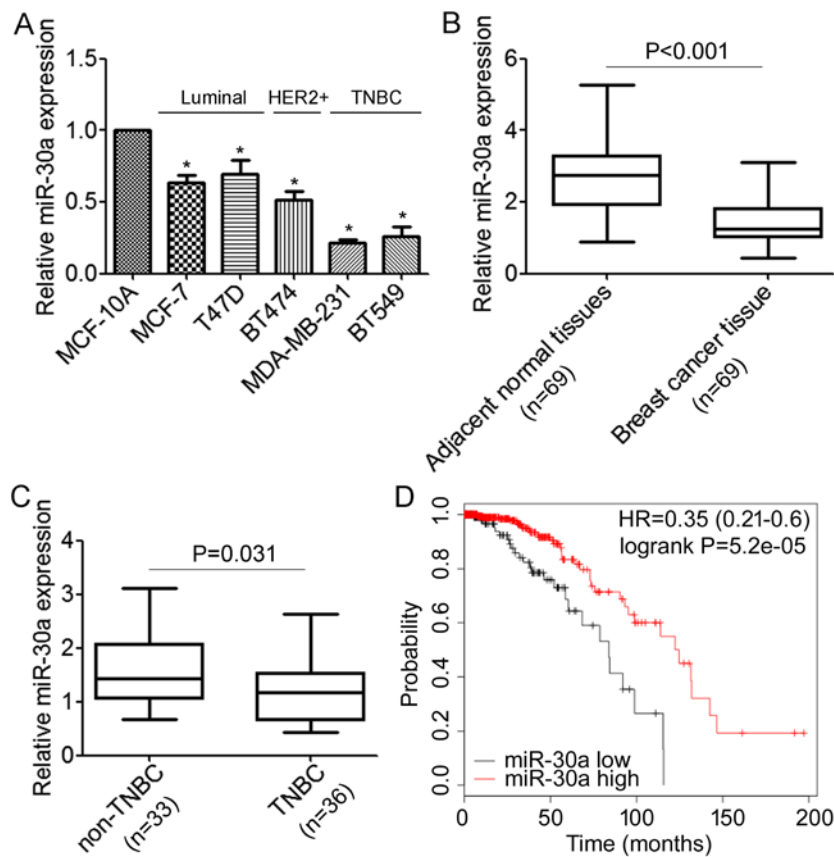 A
Relative miR-30a expression
1.5
1.0
0.5
0.0
Luminal
HER2+
TNBC
*
*
*
*
*
MCF-10A
MCF-7
T47D
BT474
MDA-MB-231
BT549
B
Relative miR-30a expression
6
4
2
0
P<0.001
Adjacent normal tissues
(n=69)
Breast cancer tissue
(n=69)
C
Relative miR-30a expression
4
3
2
1
0
P=0.031
non-TNBC
(n=33)
TNBC
(n=36)
D
Probability
1.0
0.8
0.6
0.4
0.2
0.0
HR=0.35 (0.21-0.6)
logrank P=5.2e-05
miR-30a low
miR-30a high
0
50
100
150
200
Time (months)